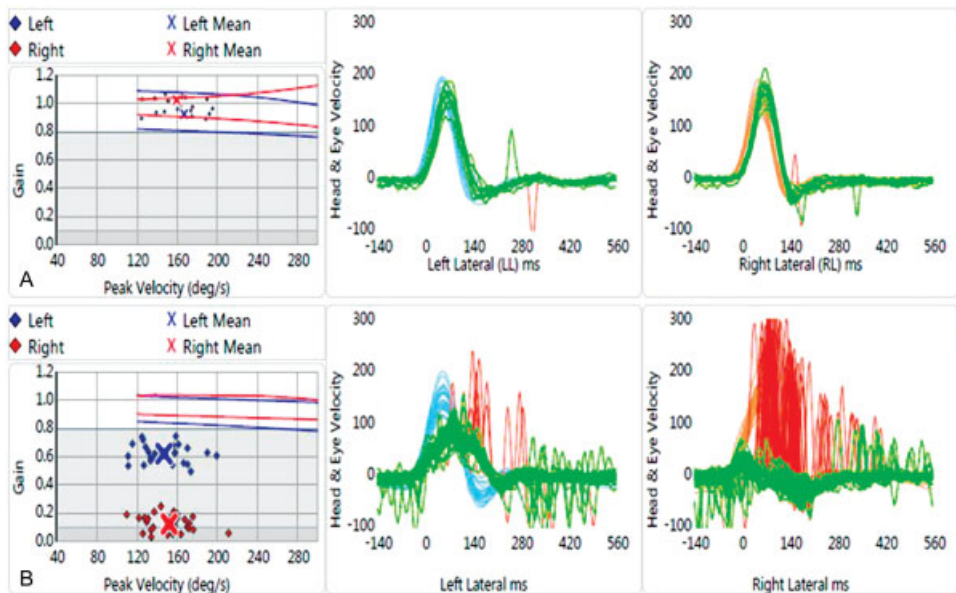 Left Left Mean
Right Right Mean
1.2
1.0
0.8
0.6
0.4
0.2
0.0
Gain
40 80 120 160 200 240 280
Peak Velocity (deg/s)
A
Head & Eye Velocity
300
200
100
0
-100
-140 0 140 280 420 560
Left Lateral (LL) ms
Head & Eye Velocity
300
200
100
0
-100
-140 0 140 280 420 560
Right Lateral (RL) ms
Left Left Mean
Right Right Mean
1.2
1.0
0.8
0.6
0.4
0.2
0.0
Gain
40 80 120 160 200 240 280
Peak Velocity (deg/s)
B
Head & Eye Velocity
300
200
100
0
-100
-140 0 140 280 420 560
Left Lateral ms
Head & Eye Velocity
300
200
100
0
-100
-140 0 140 280 420 560
Right Lateral ms